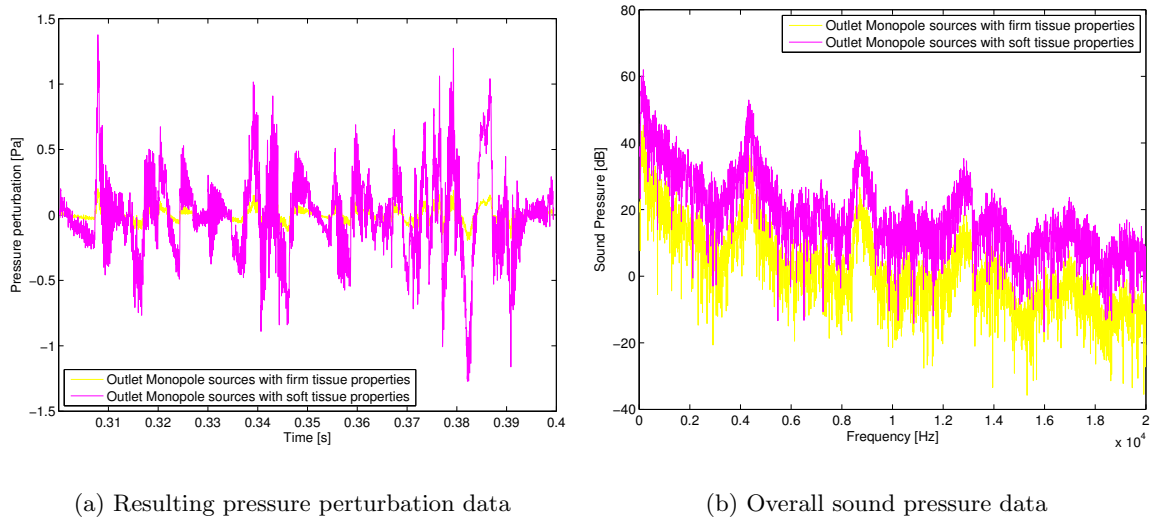 1.5
1
0.5
0
−0.5
−1
−1.5
Pressure perturbation [Pa]
0.31 0.32 0.33 0.34 0.35 0.36 0.37 0.38 0.39 0.4
Time [s]
Outlet Monopole sources with firm tissue properties
Outlet Monopole sources with soft tissue properties
(a) Resulting pressure perturbation data
80
60
40
20
0
−20
−40
Sound Pressure [dB]
0 0.2 0.4 0.6 0.8 1 1.2 1.4 1.6 1.8 2
x 10⁴
Frequency [Hz]
Outlet Monopole sources with firm tissue properties
Outlet Monopole sources with soft tissue properties
(b) Overall sound pressure data